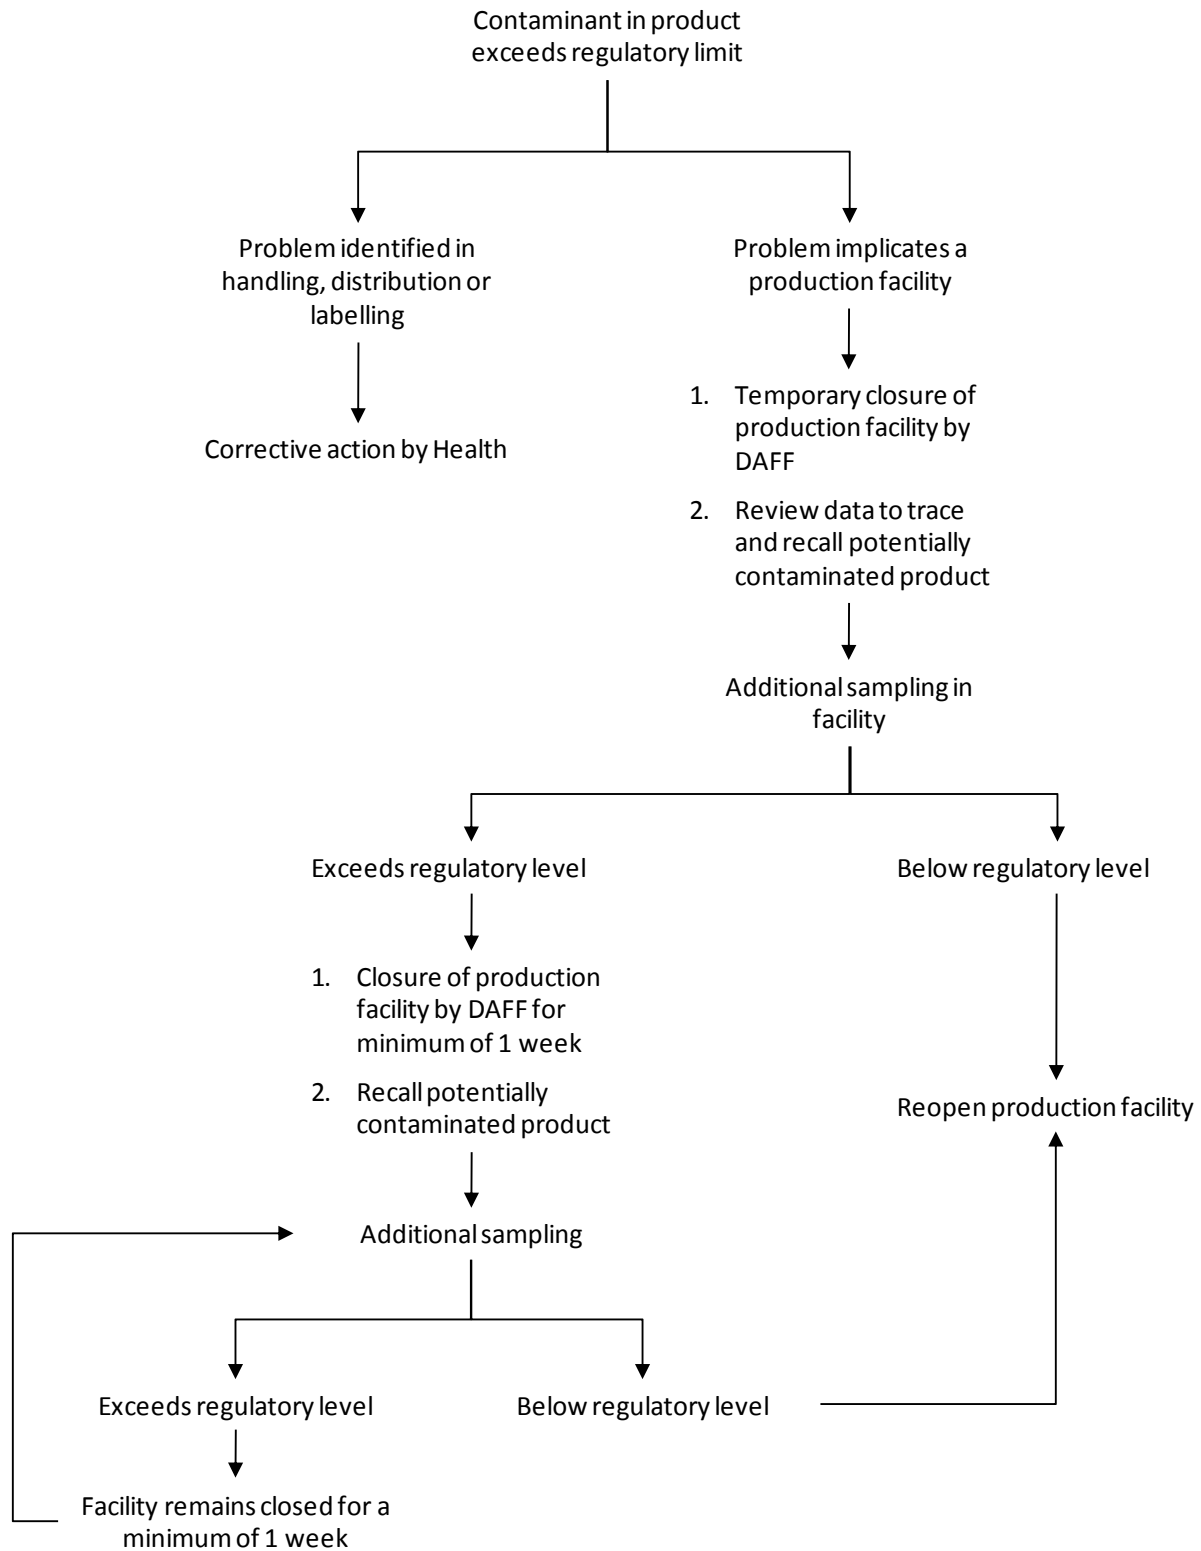 Contaminant in product
exceeds regulatory limit
Problem identified in
handling, distribution or
labelling
Problem implicates a
production facility
Corrective action by Health
1. Temporary closure of
production facility by
DAFF
2. Review data to trace
and recall potentially
contaminated product
Additional sampling in
facility
Exceeds regulatory level
Below regulatory level
1. Closure of production
facility by DAFF for
minimum of 1 week
2. Recall potentially
contaminated product
Reopen production facility
Additional sampling
Exceeds regulatory level
Below regulatory level
Facility remains closed for a
minimum of 1 week